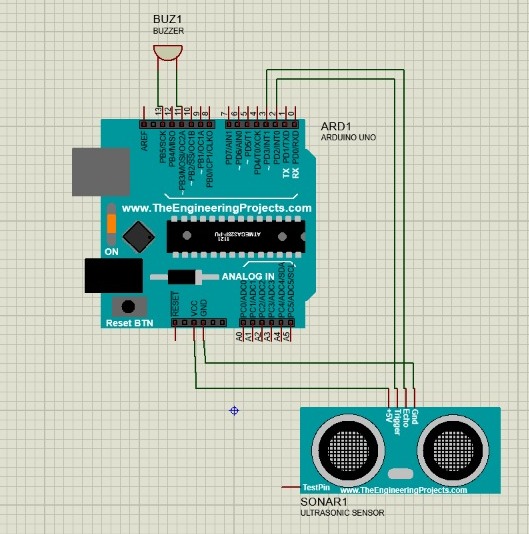 BUZ1
BUZZER
ARD1
ARDUINO UNO
13
12
11
10
9
8
7
6
5
4
3
2
1
0
AREF
PB5/SCK
PB4/MISO
~PB3/MOSI/OC2A
~ PB2/SS/OC1B
~ PB1/OC1A
PB0/ICP1/CLKO
PD7/AIN1
~ PD6/AIN0
~ PD5/T1
PD4/T0/XCK
~ PD3/INT1
PD2/INT0
PD1/TXD
PD0/RXD
TX
RX
www.TheEngineeringProjects.com
ON
1121
ATMEGA328P-PU
ANALOG IN
Reset BTN
RESET
VCC
GND
PC0/ADC0
PC1/ADC1
PC2/ADC2
PC3/ADC3
PC4/ADC4/SDA
PC5/ADC5/SCL
A0
A1
A2
A3
A4
A5
+5V
Trigger
Echo
Gnd
TestPin
www.TheEngineeringProjects.com
SONAR1
ULTRASONIC SENSOR